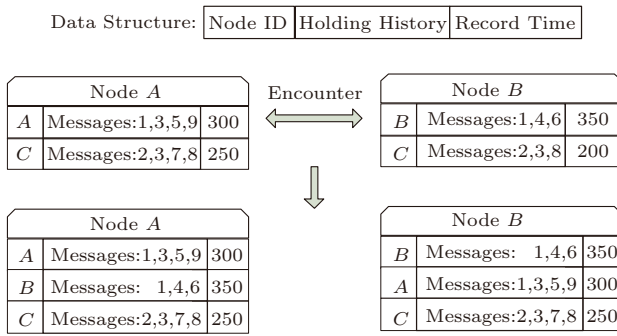 Data Structure: Node ID Holding History Record Time
Node A Encounter Node B
A Messages:1,3,5,9 300 B Messages:1,4,6 350
C Messages:2,3,7,8 250 C Messages:2,3,8 200
Node A Node B
A Messages:1,3,5,9 300 B Messages: 1,4,6 350
B Messages: 1,4,6 350 A Messages:1,3,5,9 300
C Messages:2,3,7,8 250 C Messages:2,3,7,8 250